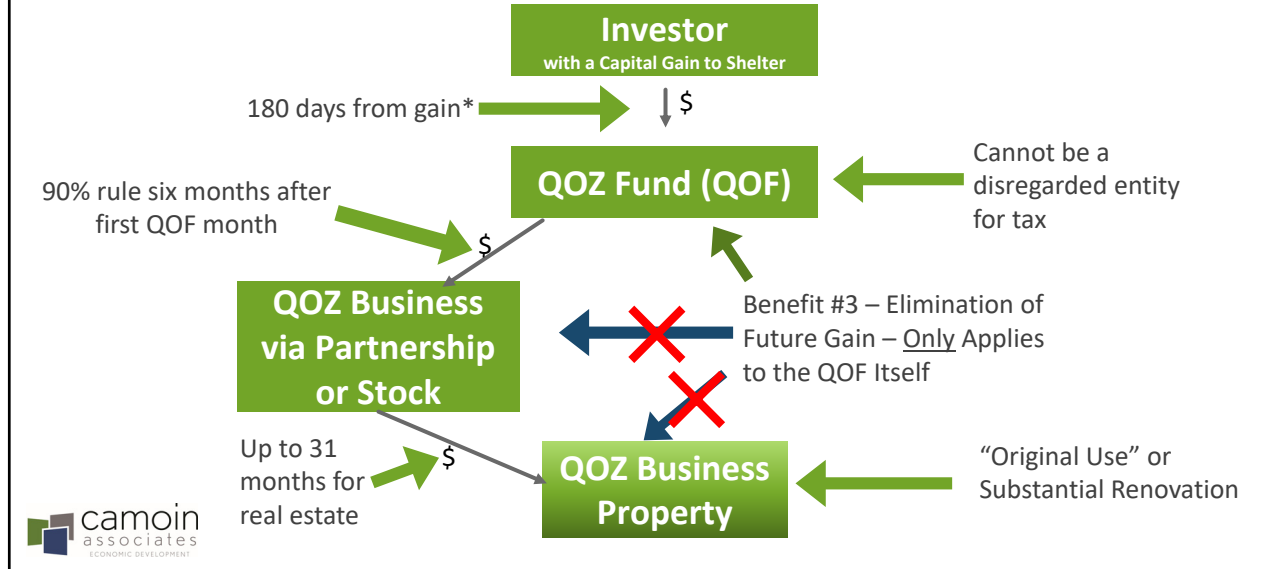 Investor
with a Capital Gain to Shelter
180 days from gain*
$
QOZ Fund (QOF)
Cannot be a
disregarded entity
for tax
90% rule six months after
first QOF month
$
QOZ Business
via Partnership
or Stock
Benefit #3 – Elimination of
Future Gain – Only Applies
to the QOF Itself
Up to 31
months for
real estate
$
QOZ Business
Property
“Original Use” or
Substantial Renovation
camoin
associates
ECONOMIC DEVELOPMENT